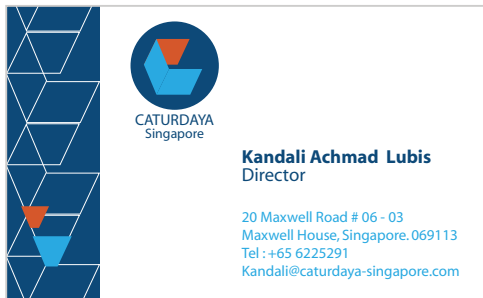 CATURDAYA
Singapore
Kandali Achmad Lubis
Director
20 Maxwell Road # 06 - 03
Maxwell House, Singapore. 069113
Tel : +65 6225291
Kandali@caturdaya-singapore.com